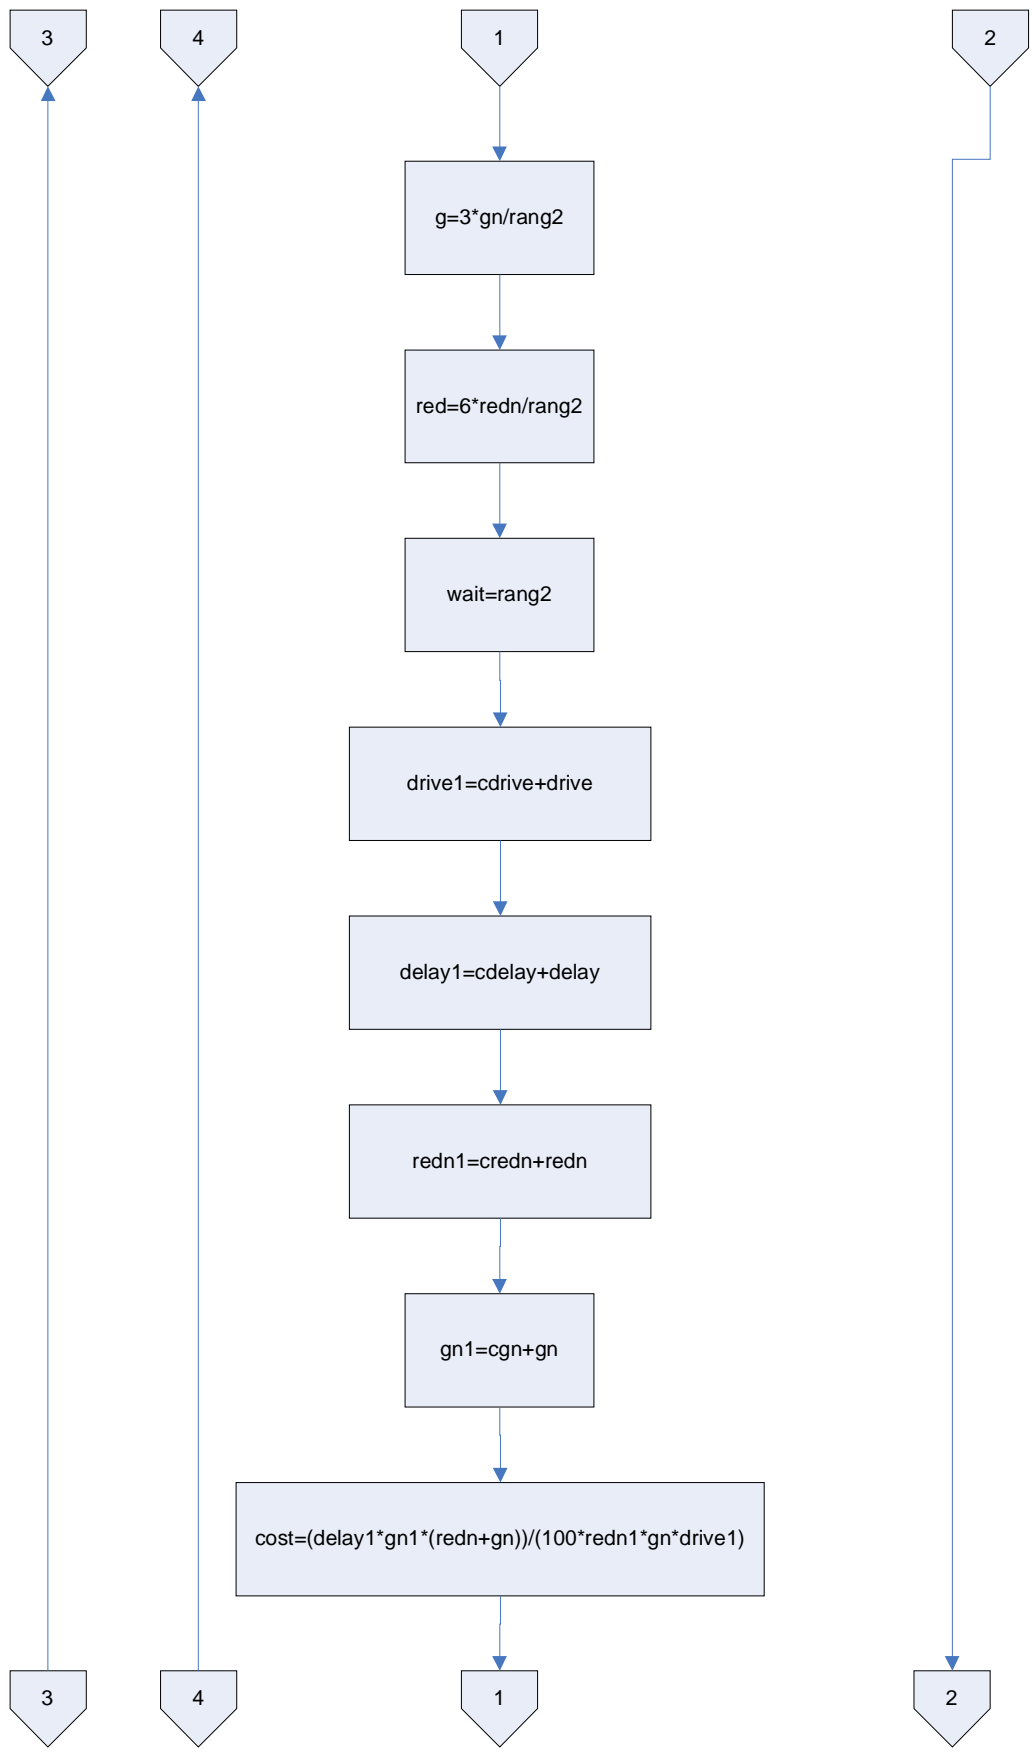 3
4
1
2
g=3*gn/rang2
red=6*redn/rang2
wait=rang2
drive1=cdrive+drive
delay1=cdelay+delay
redn1=credn+redn
gn1=cgn+gn
cost=(delay1*gn1*(redn+gn))/(100*redn1*gn*drive1)
3
4
1
2